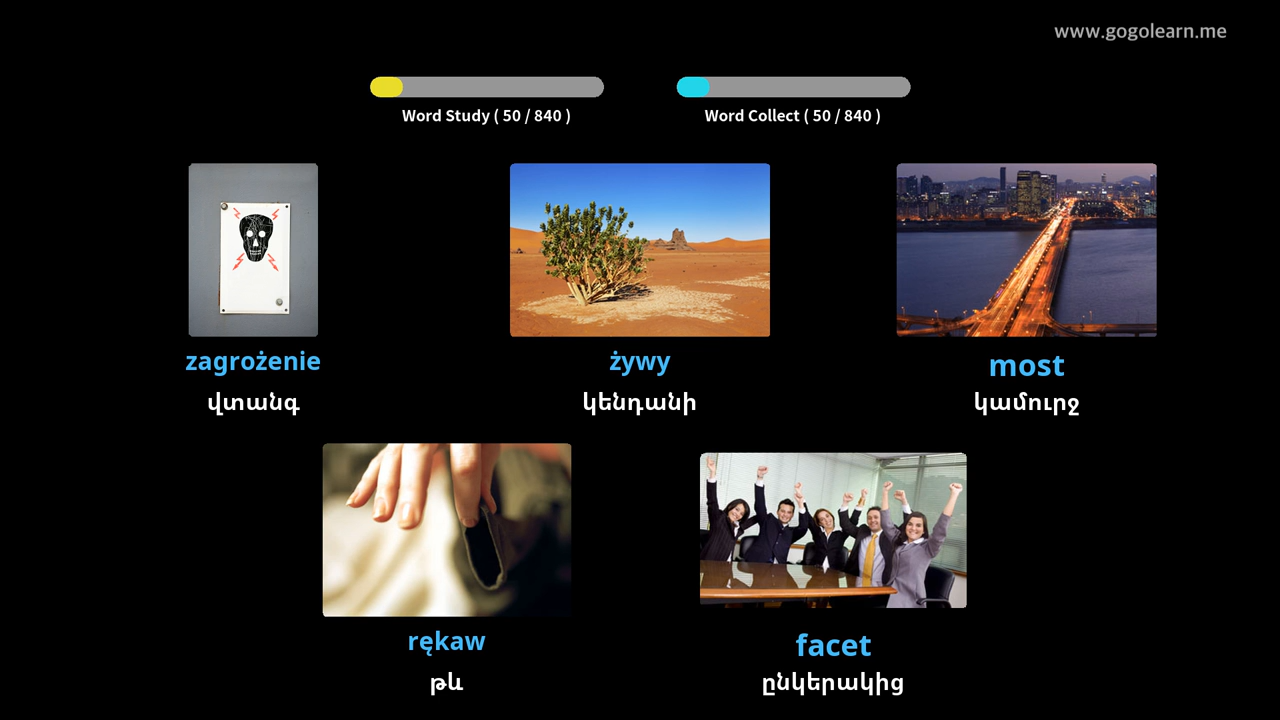 www.gogolearn.me
Word Study ( 50 / 840 )
Word Collect ( 50 / 840 )
zagrożenie
վտանգ
żywy
կենդանի
most
կամուրջ
rękaw
թև
facet
ընկերակից